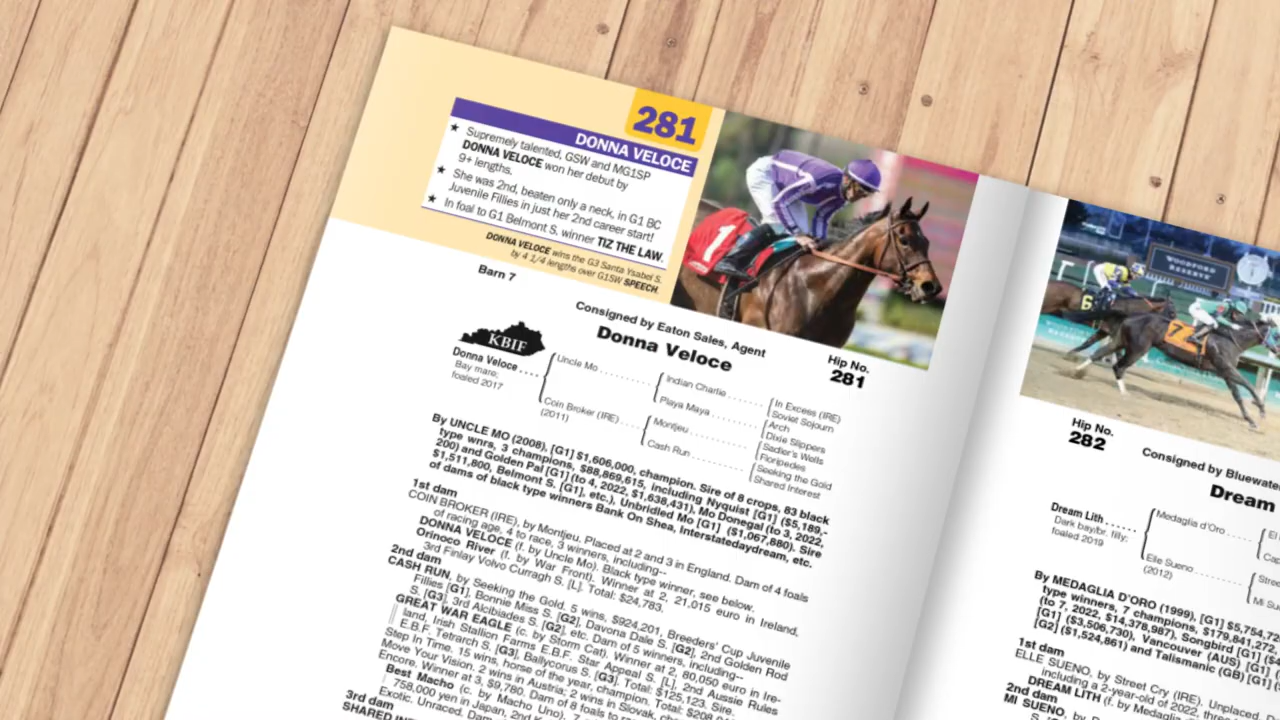 281
DONNA VELOCE
★ Supremely talented, GSW and MG1SP
DONNA VELOCE won her debut by
9+ lengths.
★ She was 2nd, beaten only a neck, in G1 BC
Juvenile Fillies in just her 2nd career start!
★ In foal to G1 Belmont S. winner TIZ THE LAW.
DONNA VELOCE wins the G3 Santa Ysabel S.
by 4 1/4 lengths over G1SW SPEECH.
1
Barn 7
Consigned by Eaton Sales, Agent
Donna Veloce
Hip No.
281
KBIF
Donna Veloce....
Bay mare;
foaled 2017
Uncle Mo
Coin Broker (IRE)
(2011)
Indian Charlie
Playa Maya
Montjeu
Cash Run
In Excess (IRE)
Soviet Sojourn
Arch
Dixie Slippers
Sadler's Wells
Floripedes
Seeking the Gold
Shared Interest
By UNCLE MO (2008), [G1] $1,606,000, champion. Sire of 8 crops, 83 black
type wnrs, 3 champions, $88,869,615, including Nyquist [G1] ($5,189,-
200) and Golden Pal [G1] (to 4, 2022, $1,638,431), Mo Donegal (to 3, 2022,
$1,511,800, Belmont S. [G1], etc.), Unbridled Mo [G1] ($1,067,880). Sire
of dams of black type winners Bank On Shea, Interstatedaydream, etc.
1st dam
COIN BROKER (IRE), by Montjeu. Placed at 2 and 3 in England. Dam of 4 foals
of racing age, 4 to race, 3 winners, including--
DONNA VELOCE (f. by Uncle Mo). Black type winner, see below.
Orinoco River (f. by War Front). Winner at 2, 21,015 euro in Ireland,
3rd Finlay Volvo Curragh S. [L]. Total: $24,783.
2nd dam
CASH RUN, by Seeking the Gold. 5 wins, $924,201, Breeders' Cup Juvenile
Fillies [G1], Bonnie Miss S. [G2], Davona Dale S. [G2], 2nd Golden Rod
S. [G3], 3rd Alcibiades S. [G2], etc. Dam of 5 winners, including--
GREAT WAR EAGLE (c. by Storm Cat). Winner at 2, 80,050 euro in Ire-
land, Irish Stallion Farms E.B.F. Star Appeal S. [L], 2nd Aussie Rules
E.B.F. Tetrarch S. [G3], Ballycorus S. [G3]. Total: $125,123. Sire.
Step In Time. 15 wins, horse of the year, champion.
Move Your Vision. 2 wins in Austria; 2 wins in Slovak.
Encore. Winner at 3, $9,780. Dam of 8 foals to
Best Macho (c. by Macho Uno).
758,000 yen in Japan, 2nd
Exotic. Unraced. Dam
3rd dam
WOODFORD
RESERVE
6
2
Hip No.
282
Consigned by Bluewater
Dream
Dream Lith
Dark bay/br. filly;
foaled 2019
Medaglia d'Oro
Elle Sueno
(2012)
By MEDAGLIA D'ORO (1999), [G1]
type winners, 7 champions, $179,841,272,
(to 7, 2022, $14,378,987), Songbird [G1]
[G1] ($3,506,730), Vancouver (AUS) [G1]
[G2] ($1,524,861) and Talismanic (GB) [G1]
1st dam
ELLE SUENO, by Street Cry (IRE). Unplaced.
including a 2-year-old of 2022,
DREAM LITH (f. by Medaglia
2nd dam
MI SUENO,